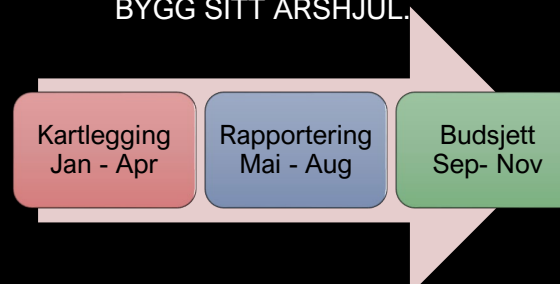 BYGG SITT ÅRSHJUL.
Kartlegging
Jan - Apr
Rapportering
Mai - Aug
Budsjett
Sep- Nov